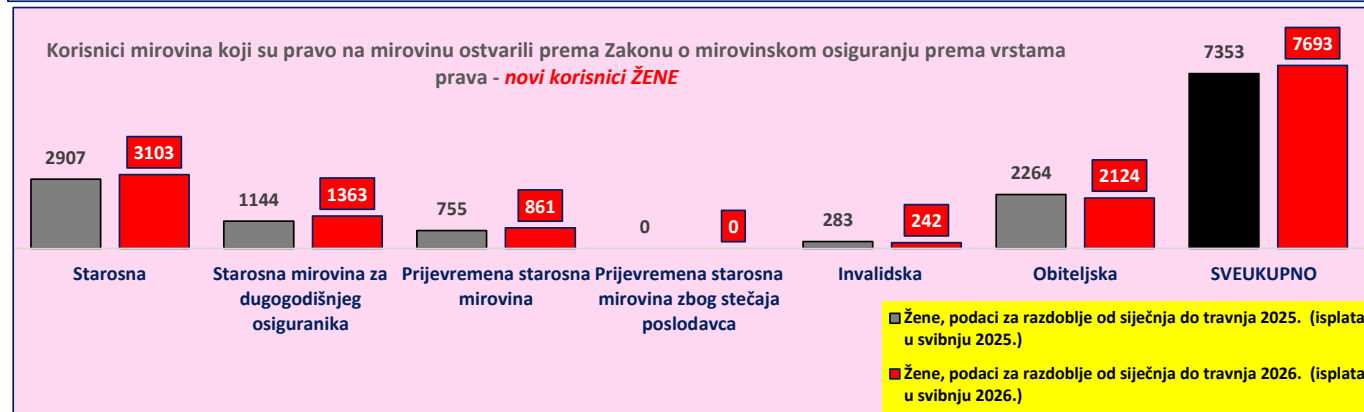 Korisnici mirovina koji su pravo na mirovinu ostvarili prema Zakonu o mirovinskom osiguranju prema vrstama
prava - novi korisnici ŽENE
2907
3103
1144
1363
755
861
0
0
283
242
2264
2124
7353
7693
Starosna
Starosna mirovina za
dugogodišnjeg
osiguranika
Prijevremena starosna
mirovina
Prijevremena starosna
mirovina zbog stečaja
poslodavca
Invalidska
Obiteljska
SVEUKUPNO
Žene, podaci za razdoblje od siječnja do travnja 2025. (isplata
u svibnju 2025.)
Žene, podaci za razdoblje od siječnja do travnja 2026. (isplata
u svibnju 2026.)